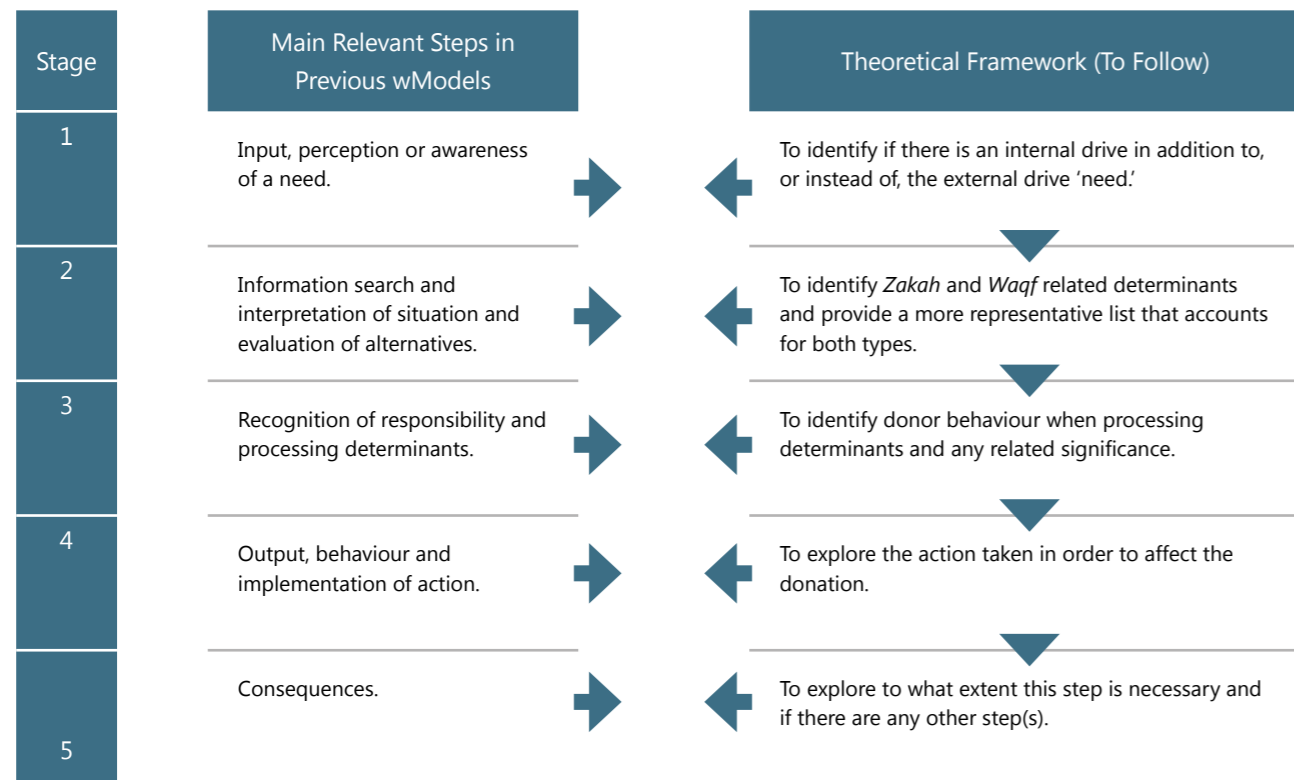 Stage
Main Relevant Steps in
Previous wModels
Theoretical Framework (To Follow)
1
Input, perception or awareness
of a need.
To identify if there is an internal drive in addition to,
or instead of, the external drive ‘need.’
2
Information search and
interpretation of situation and
evaluation of alternatives.
To identify Zakah and Waqf related determinants
and provide a more representative list that accounts
for both types.
3
Recognition of responsibility and
processing determinants.
To identify donor behaviour when processing
determinants and any related significance.
4
Output, behaviour and
implementation of action.
To explore the action taken in order to affect the
donation.
5
Consequences.
To explore to what extent this step is necessary and
if there are any other step(s).